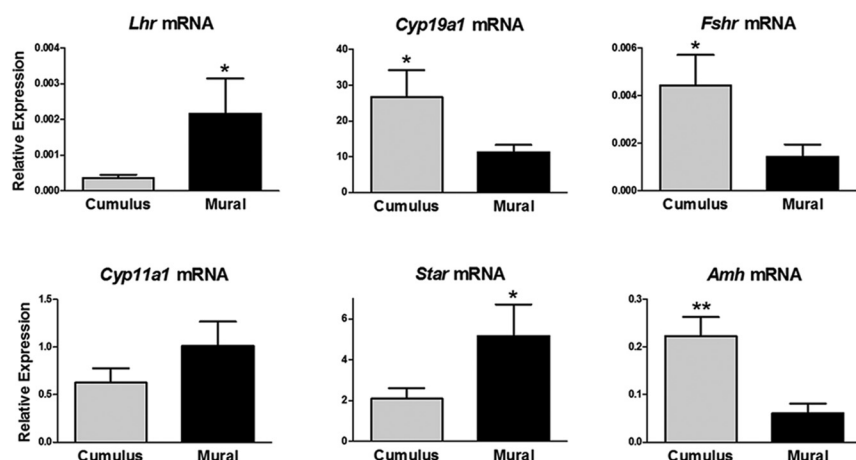 Lhr mRNA
Cyp19a1 mRNA
Fshr mRNA
Relative Expression
0.004
0.003
0.002
0.001
0.000
*
Cumulus
Mural
40
30
20
10
0
*
Cumulus
Mural
0.006
0.004
0.002
0.000
*
Cumulus
Mural
Cyp11a1 mRNA
Star mRNA
Amh mRNA
Relative Expression
1.5
1.0
0.5
0.0
Cumulus
Mural
6
4
2
0
*
Cumulus
Mural
0.3
0.2
0.1
0.0
**
Cumulus
Mural